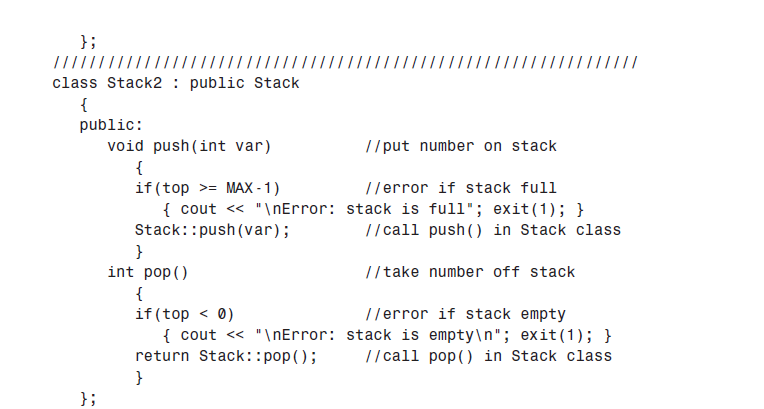 };
/////////////////////////////////////////////////////////////////
class Stack2 : public Stack
{
public:
void push(int var) //put number on stack
{
if(top >= MAX-1) //error if stack full
{ cout << "\nError: stack is full"; exit(1); }
Stack::push(var); //call push() in Stack class
}
int pop() //take number off stack
{
if(top < 0) //error if stack empty
{ cout << "\nError: stack is empty\n"; exit(1); }
return Stack::pop(); //call pop() in Stack class
}
};